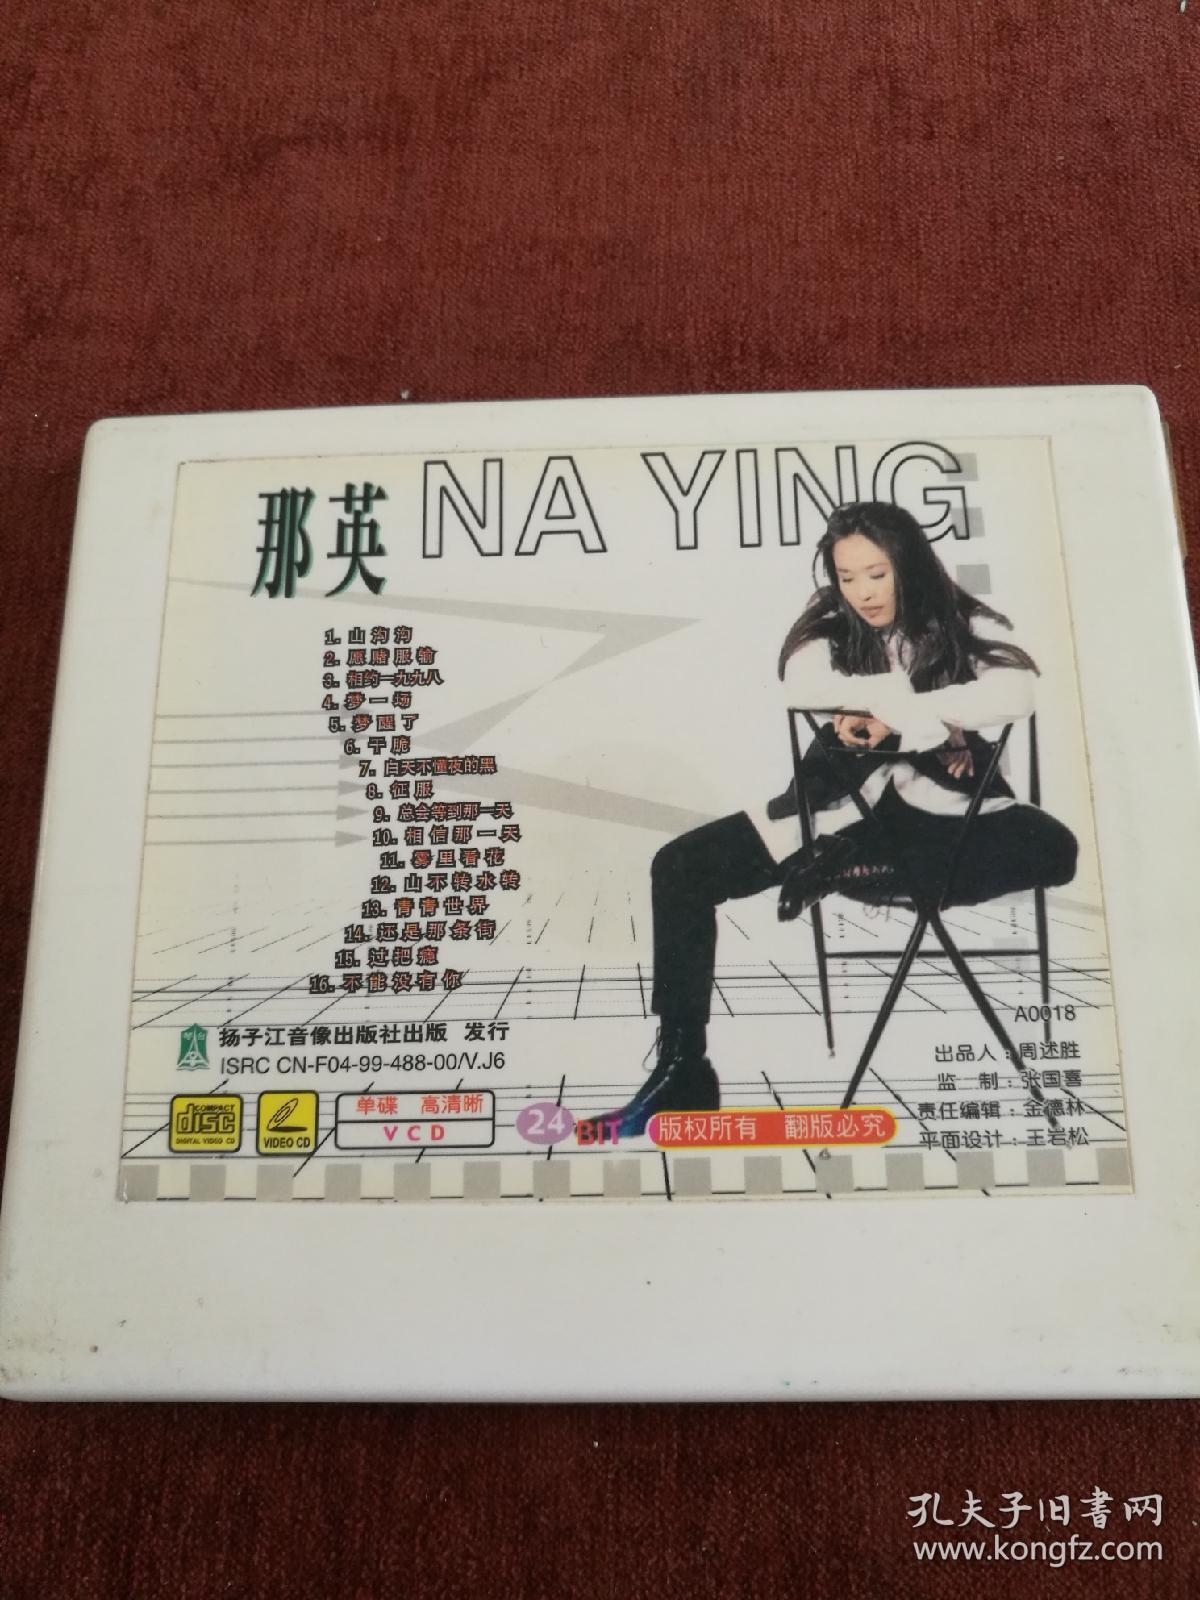 那英 NA YING
1. 山沟沟
2. 愿赌服输
3. 相约一九九八
4. 梦一场
5. 梦醒了
6. 干脆
7. 白天不懂夜的黑
8. 征服
9. 总会等到那一天
10. 相信那一天
11. 雾里看花
12. 山不转水转
13. 青青世界
14. 还是那条街
15. 过把瘾
16. 不能没有你
扬子江音像出版社出版 发行
ISRC CN-F04-99-488-00/V.J6
A0018
出品人：周述胜
监 制：张国喜
责任编辑：金德林
平面设计：王岩松
COMPACT
disc
DIGITAL VIDEO CD
VIDEO CD
单碟 高清晰
VCD
24 BIT
版权所有 翻版必究
孔夫子旧书网
www.kongfz.com